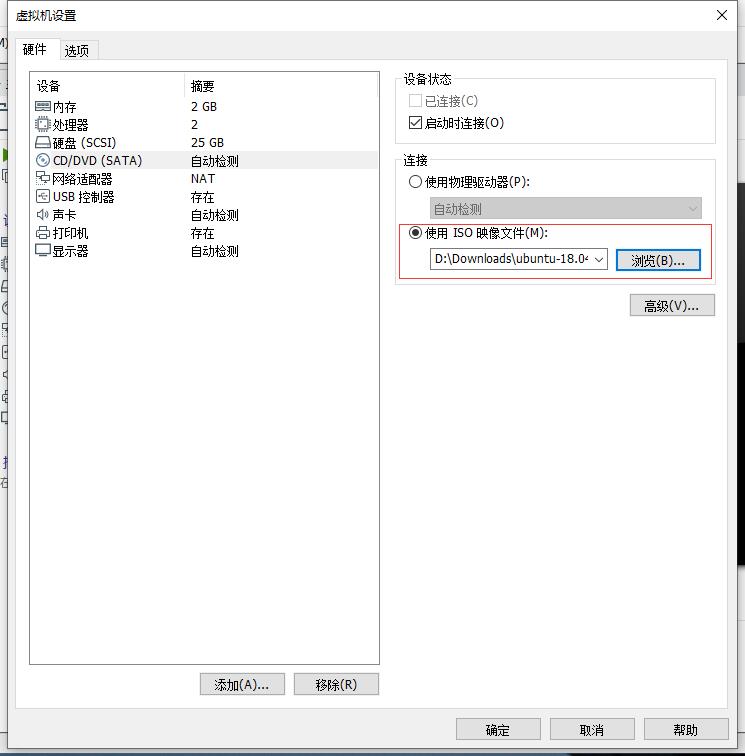 虚拟机设置
硬件 选项
设备 摘要
内存 2 GB
处理器 2
硬盘 (SCSI) 25 GB
CD/DVD (SATA) 自动检测
网络适配器 NAT
USB 控制器 存在
声卡 自动检测
打印机 存在
显示器 自动检测
添加(A)... 移除(R)
设备状态
已连接(C)
启动时连接(O)
连接
使用物理驱动器(P):
自动检测
使用 ISO 映像文件(M):
D:\Downloads\ubuntu-18.04 浏览(B)...
高级(V)...
确定 取消 帮助